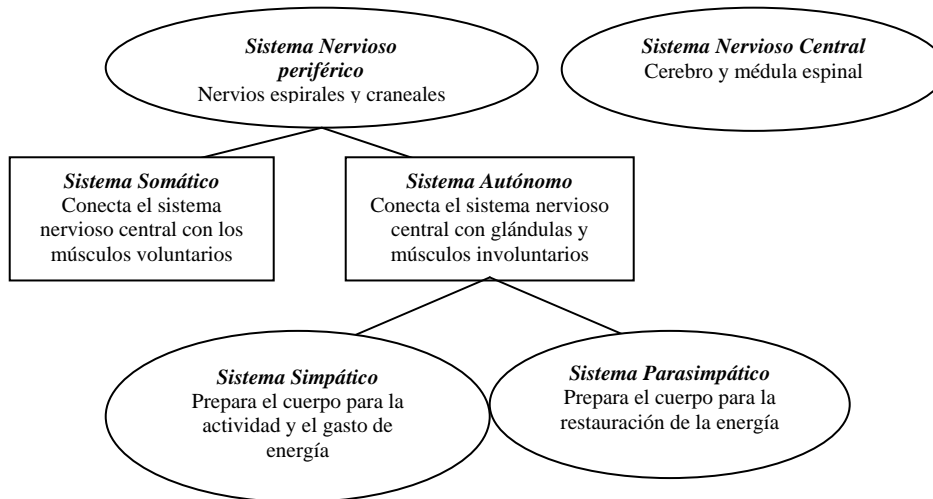 Sistema Nervioso
periférico
Nervios espirales y craneales
Sistema Nervioso Central
Cerebro y médula espinal
Sistema Somático
Conecta el sistema
nervioso central con los
músculos voluntarios
Sistema Autónomo
Conecta el sistema nervioso
central con glándulas y
músculos involuntarios
Sistema Simpático
Prepara el cuerpo para la
actividad y el gasto de
energía
Sistema Parasimpático
Prepara el cuerpo para la
restauración de la energía